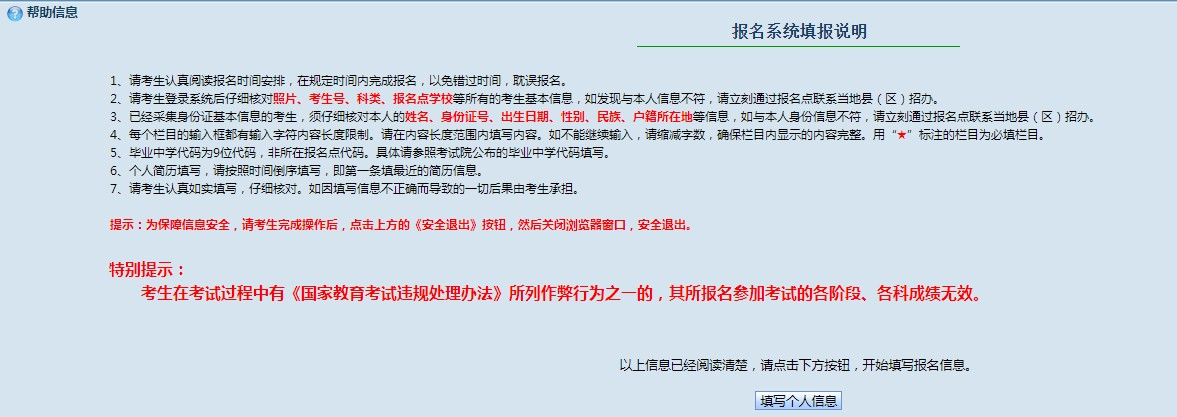 帮助信息
报名系统填报说明
1、请考生认真阅读报名时间安排，在规定时间内完成报名，以免错过时间，耽误报名。
2、请考生登录系统后仔细核对照片、考生号、科类、报名点学校等所有的考生基本信息，如发现与本人信息不符，请立刻通过报名点联系当地县（区）招办。
3、已经采集身份证基本信息的考生，须仔细核对本人的姓名、身份证号、出生日期、性别、民族、户籍所在地等信息，如与本人身份信息不符，请立刻通过报名点联系当地县（区）招办。
4、每个栏目的输入框都有输入字符内容长度限制。请在内容长度范围内填写内容。如不能继续输入，请缩减字数，确保栏目内显示的内容完整。用“★”标注的栏目为必填栏目。
5、毕业中学代码为9位代码，非所在报名点代码。具体请参照考试院公布的毕业中学代码填写。
6、个人简历填写，请按照时间倒序填写，即第一条填最近的简历信息。
7、请考生认真如实填写，仔细核对。如因填写信息不正确而导致的一切后果由考生承担。
提示：为保障信息安全，请考生完成操作后，点击上方的《安全退出》按钮，然后关闭浏览器窗口，安全退出。
特别提示：
考生在考试过程中有《国家教育考试违规处理办法》所列作弊行为之一的，其所报名参加考试的各阶段、各科成绩无效。
以上信息已经阅读清楚，请点击下方按钮，开始填写报名信息。
填写个人信息